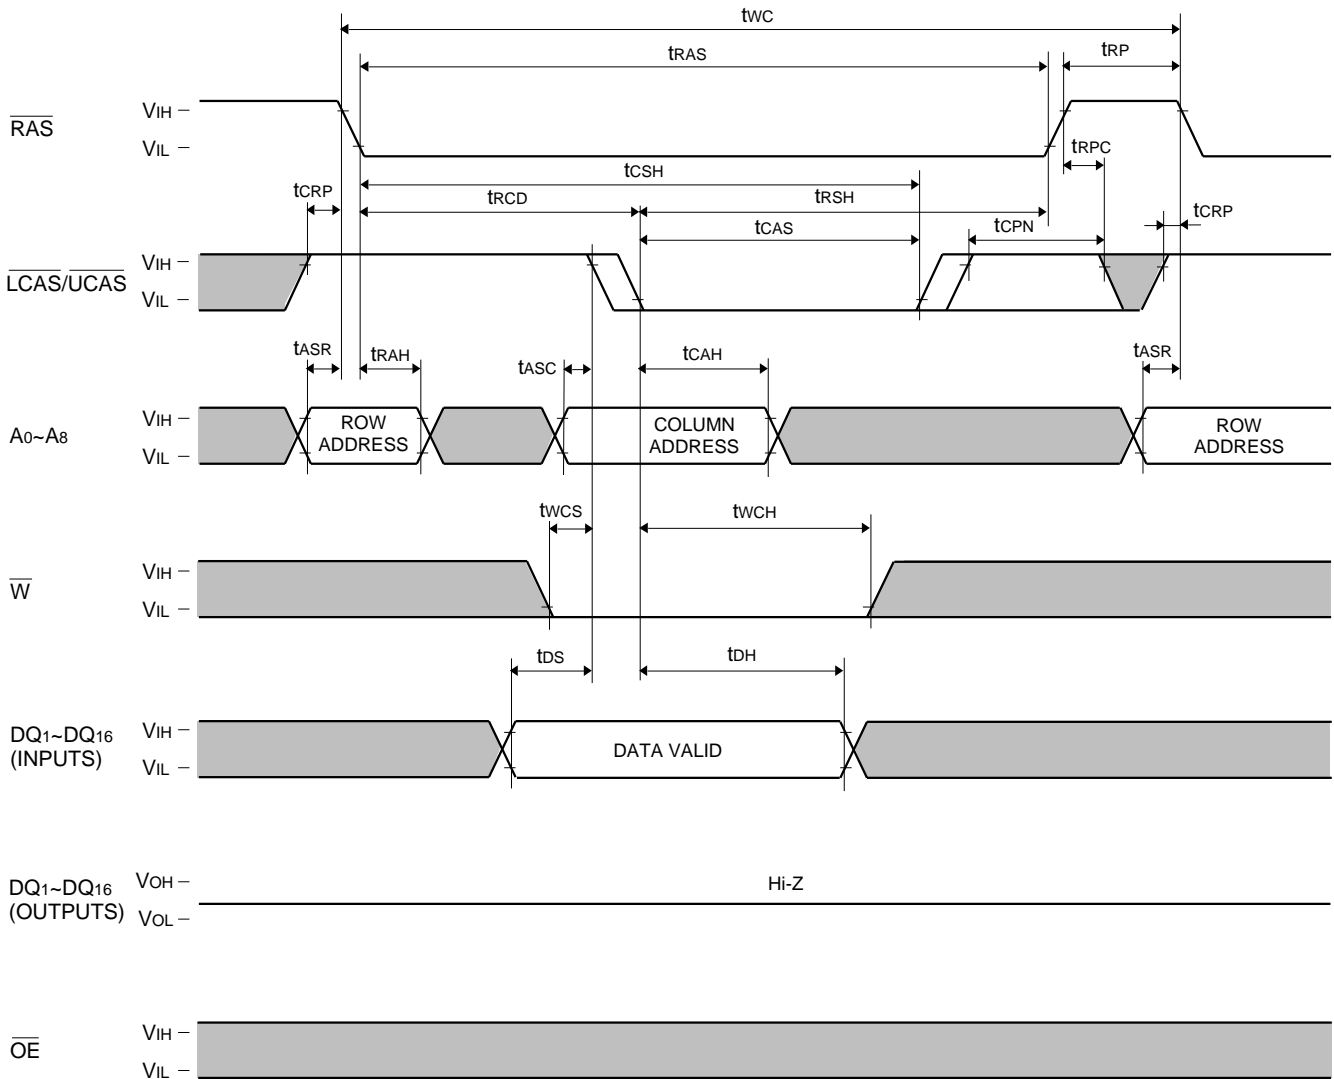 tWC
tRAS
tRP
RAS
VIH
VIL
tRPC
tCSH
tCRP
tRCD
tRSH
tCRP
tCAS
tCPN
LCAS/UCAS
VIH
VIL
tASR
tRAH
tASC
tCAH
tASR
A0~A8
VIH
VIL
ROW
ADDRESS
COLUMN
ADDRESS
ROW
ADDRESS
tWCS
tWCH
W
VIH
VIL
tDS
tDH
DQ1~DQ16
(INPUTS)
VIH
VIL
DATA VALID
DQ1~DQ16
(OUTPUTS)
VOH
VOL
Hi-Z
OE
VIH
VIL